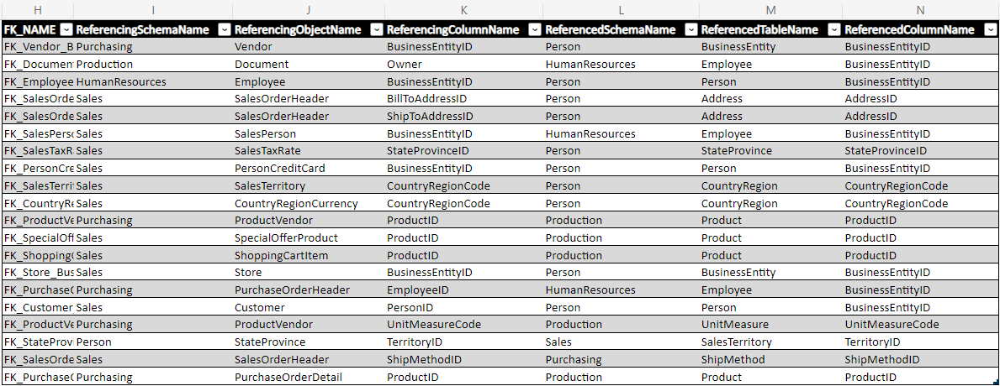 H I J K L M N
FK_NAME ReferencingSchemaName ReferencingObjectName ReferencingColumnName ReferencedSchemaName ReferencedTableName ReferencedColumnName
FK_Vendor_B Purchasing Vendor BusinessEntityID Person BusinessEntity BusinessEntityID
FK_Documen Production Document Owner HumanResources Employee BusinessEntityID
FK_Employee HumanResources Employee BusinessEntityID Person Person BusinessEntityID
FK_SalesOrde Sales SalesOrderHeader BillToAddressID Person Address AddressID
FK_SalesOrde Sales SalesOrderHeader ShipToAddressID Person Address AddressID
FK_SalesPers Sales SalesPerson BusinessEntityID HumanResources Employee BusinessEntityID
FK_SalesTaxR Sales SalesTaxRate StateProvinceID Person StateProvince StateProvinceID
FK_PersonCre Sales PersonCreditCard BusinessEntityID Person Person BusinessEntityID
FK_SalesTerri Sales SalesTerritory CountryRegionCode Person CountryRegion CountryRegionCode
FK_CountryRe Sales CountryRegionCurrency CountryRegionCode Person CountryRegion CountryRegionCode
FK_ProductVe Purchasing ProductVendor ProductID Production Product ProductID
FK_SpecialOff Sales SpecialOfferProduct ProductID Production Product ProductID
FK_ShoppingC Sales ShoppingCartItem ProductID Production Product ProductID
FK_Store_Bus Sales Store BusinessEntityID Person BusinessEntity BusinessEntityID
FK_PurchaseO Purchasing PurchaseOrderHeader EmployeeID HumanResources Employee BusinessEntityID
FK_Customer Sales Customer PersonID Person Person BusinessEntityID
FK_ProductVe Purchasing ProductVendor UnitMeasureCode Production UnitMeasure UnitMeasureCode
FK_StateProvi Person StateProvince TerritoryID Sales SalesTerritory TerritoryID
FK_SalesOrde Sales SalesOrderHeader ShipMethodID Purchasing ShipMethod ShipMethodID
FK_PurchaseO Purchasing PurchaseOrderDetail ProductID Production Product ProductID